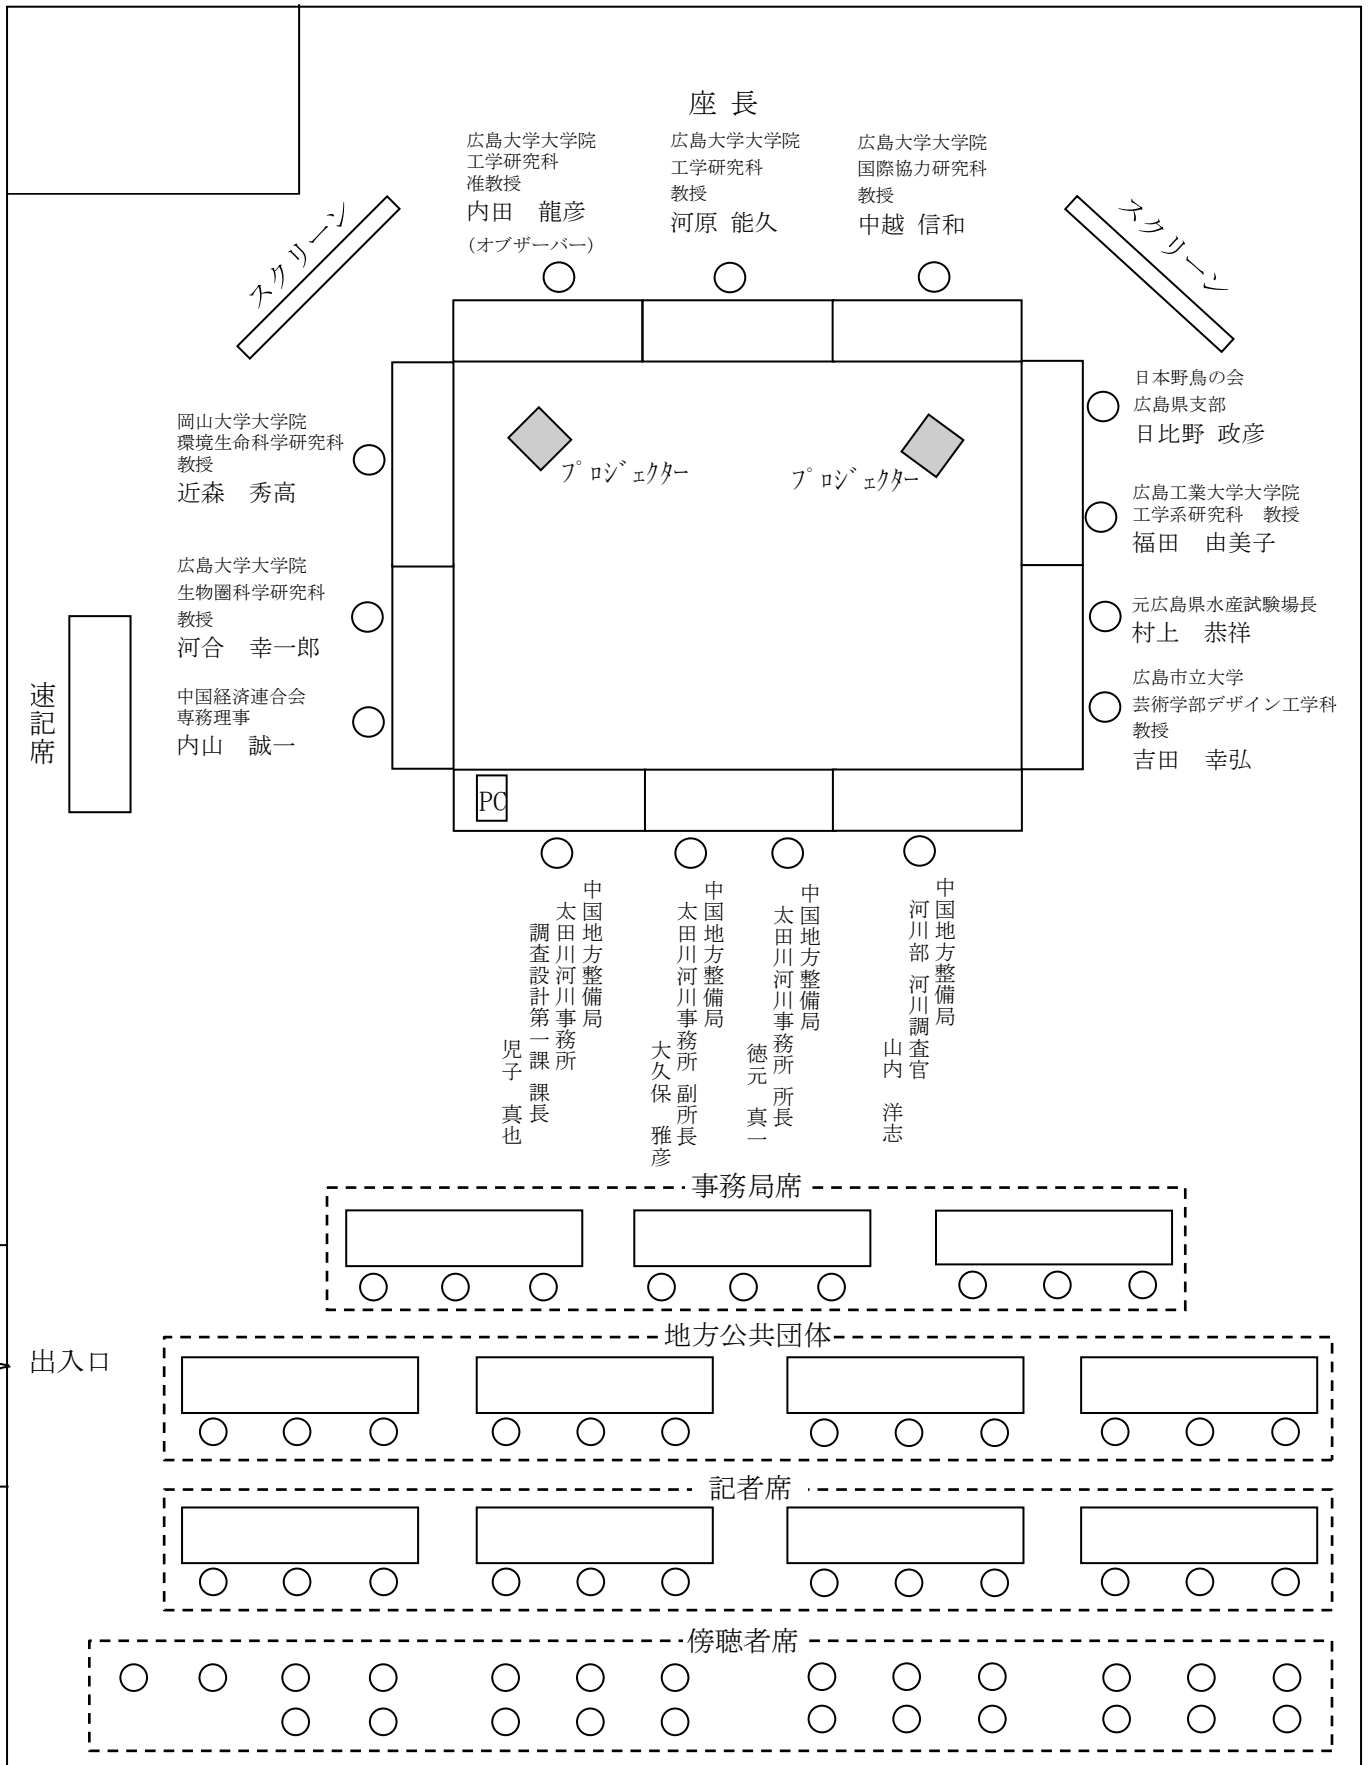 座 長
広島大学大学院
工学研究科
准教授
内田　龍彦
(オブザーバー)
広島大学大学院
工学研究科
教授
河原 能久
広島大学大学院
国際協力研究科
教授
中越 信和
スクリーン
スクリーン
岡山大学大学院
環境生命科学研究科
教授
近森　秀高
広島大学大学院
生物圏科学研究科
教授
河合　幸一郎
中国経済連合会
専務理事
内山　誠一
速記席
プロジェクター
プロジェクター
日本野鳥の会
広島県支部
日比野 政彦
広島工業大学大学院
工学系研究科　教授
福田　由美子
元広島県水産試験場長
村上　恭祥
広島市立大学
芸術学部デザイン工学科
教授
吉田　幸弘
PC
中国地方整備局
太田川河川事務所
調査設計第一課 課長
児子　真也
中国地方整備局
太田川河川事務所 副所長
大久保　雅彦
中国地方整備局
太田川河川事務所 所長
徳元　真一
中国地方整備局
河川部 河川調査官
山内　洋志
事務局席
地方公共団体
出入口
記者席
傍聴者席